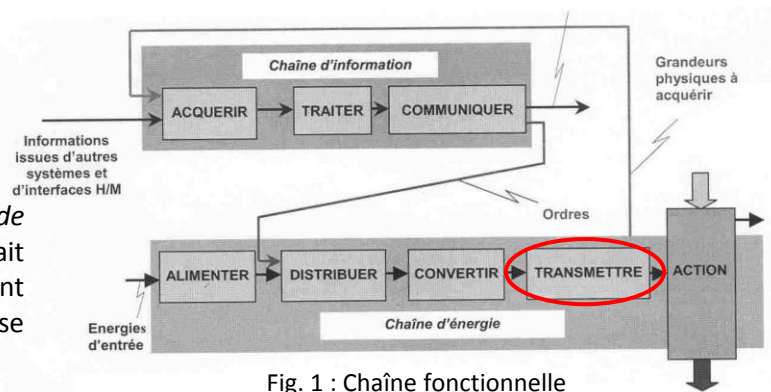 Chaîne d'information
ACQUERIR
TRAITER
COMMUNIQUER
Grandeurs
physiques à
acquérir
Informations
issues d'autres
systèmes et
d'interfaces H/M
Ordres
de
ait
nt
se
ALIMENTER
DISTRIBUER
CONVERTIR
TRANSMETTRE
ACTION
Energies
d'entrée
Chaîne d'énergie
Fig. 1 : Chaîne fonctionnelle